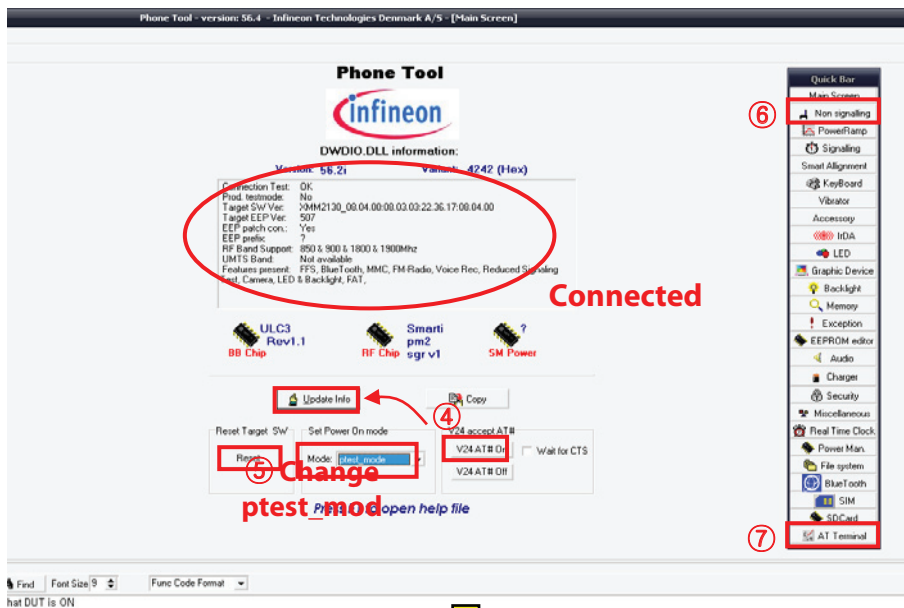 Phone Tool - version: 56.4 - Infineon Technologies Denmark A/S - [Main Screen]
Phone Tool
infineon
DWDIO.DLL information:
Version: 56.2i Variant: 4242 (Hex)
Connection Test: OK
Prod. testmode: No
Target SW Ver: XMM2130_08.04.00:08.03.03:22.36.17:08.04.00
Target EEP Ver: 507
EEP patch con.: Yes
EEP prefix: ?
RF Band Support: 850 & 900 & 1800 & 1900Mhz
UMTS Band: Not available
Features present: FFS, BlueTooth, MMC, FM-Radio, Voice Rec, Reduced Signaling
Test, Camera, LED & Backlight, FAT,
Connected
ULC3
Rev1.1
BB Chip
Smarti
pm2
sgr v1
RF Chip
?
SM Power
Update Info
Copy
④
Reset Target SW
Reset
Set Power On mode
Mode: ptest_mode
V24 accept AT#
V24 AT# On
Wait for CTS
V24 AT# Off
⑤ Change
ptest_mod
Press F1 to open help file
Quick Bar
Main Screen
⑥
Non signaling
PowerRamp
Signaling
Smart Allignment
KeyBoard
Vibrator
Accessory
IrDA
LED
Graphic Device
Backlight
Memory
Exception
EEPROM editor
Audio
Charger
Security
Miscellaneous
Real Time Clock
Power Man.
File system
BlueTooth
SIM
SDCard
⑦
AT Terminal
Find Font Size 9 Func Code Format
hat DUT is ON